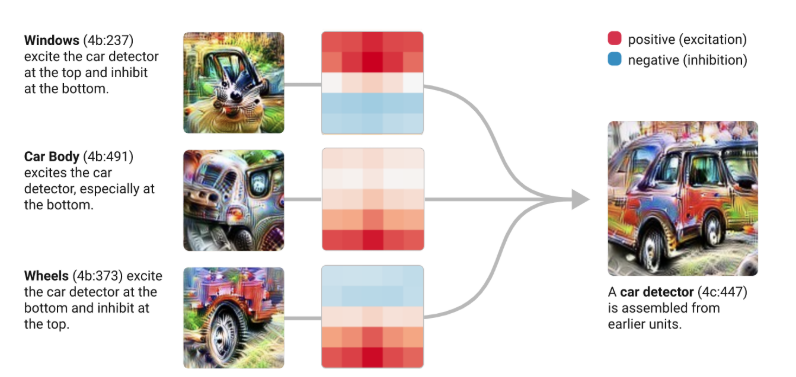 Windows (4b:237)
excite the car detector
at the top and inhibit
at the bottom.
Car Body (4b:491)
excites the car
detector, especially at
the bottom.
Wheels (4b:373) excite
the car detector at the
bottom and inhibit at
the top.
positive (excitation)
negative (inhibition)
A car detector (4c:447)
is assembled from
earlier units.